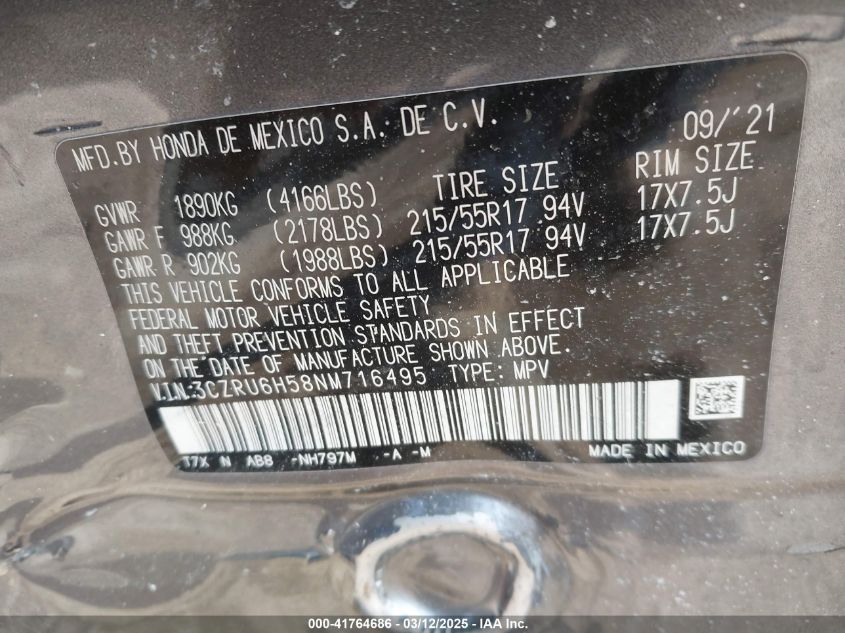 MFD.BY HONDA DE MEXICO S.A. DE C.V. 09/'21
TIRE SIZE RIM SIZE
GVWR 1890KG (4166LBS)
GAWR F 988KG (2178LBS) 215/55R17 94V 17X7.5J
GAWR R 902KG (1988LBS) 215/55R17 94V 17X7.5J
THIS VEHICLE CONFORMS TO ALL APPLICABLE
FEDERAL MOTOR VEHICLE SAFETY
AND THEFT PREVENTION STANDARDS IN EFFECT
ON THE DATE OF MANUFACTURE SHOWN ABOVE.
V.I.N:3CZRU6H58NM716495 TYPE: MPV
T7X N AB8 -NH797M -A -M MADE IN MEXICO
000-41764686 - 03/12/2025 - IAA Inc.